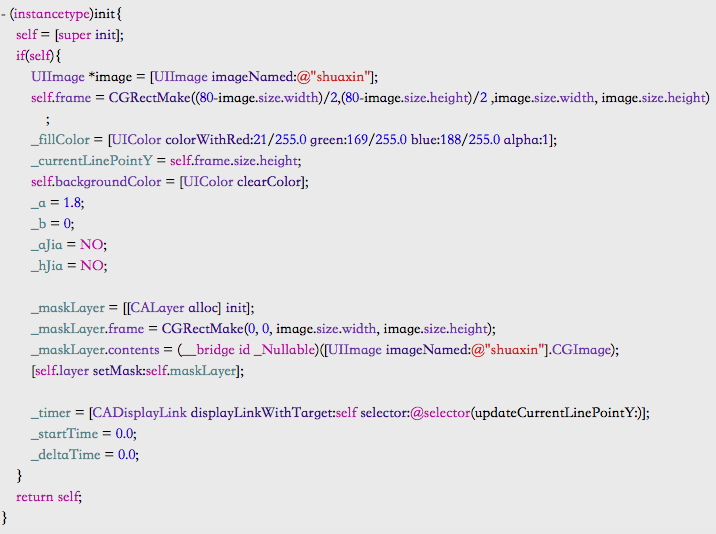 - (instancetype)init{
self = [super init];
if(self){
UIImage *image = [UIImage imageNamed:@"shuaxin"];
self.frame = CGRectMake((80-image.size.width)/2,(80-image.size.height)/2 ,image.size.width, image.size.height)
;
_fillColor = [UIColor colorWithRed:21/255.0 green:169/255.0 blue:188/255.0 alpha:1];
_currentLinePointY = self.frame.size.height;
self.backgroundColor = [UIColor clearColor];
_a = 1.8;
_b = 0;
_aJia = NO;
_hJia = NO;
_maskLayer = [[CALayer alloc] init];
_maskLayer.frame = CGRectMake(0, 0, image.size.width, image.size.height);
_maskLayer.contents = (__bridge id _Nullable)([UIImage imageNamed:@"shuaxin"].CGImage);
[self.layer setMask:self.maskLayer];
_timer = [CADisplayLink displayLinkWithTarget:self selector:@selector(updateCurrentLinePointY:)];
_startTime = 0.0;
_deltaTime = 0.0;
}
return self;
}